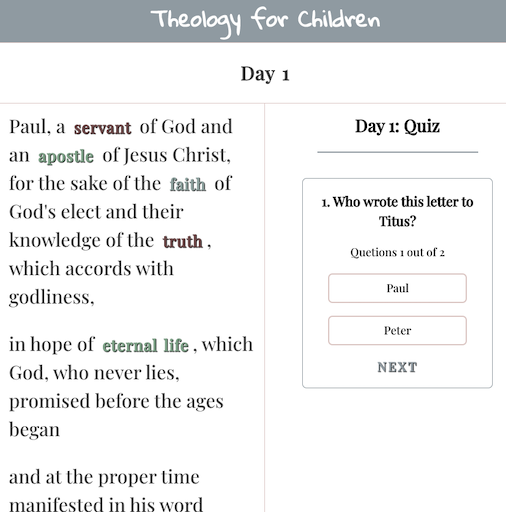 Theology for Children
Day 1
Paul, a servant of God and
an apostle of Jesus Christ,
for the sake of the faith of
God's elect and their
knowledge of the truth ,
which accords with
godliness,
in hope of eternal life , which
God, who never lies,
promised before the ages
began
and at the proper time
manifested in his word
Day 1: Quiz
1. Who wrote this letter to
Titus?
Quetions 1 out of 2
Paul
Peter
NEXT